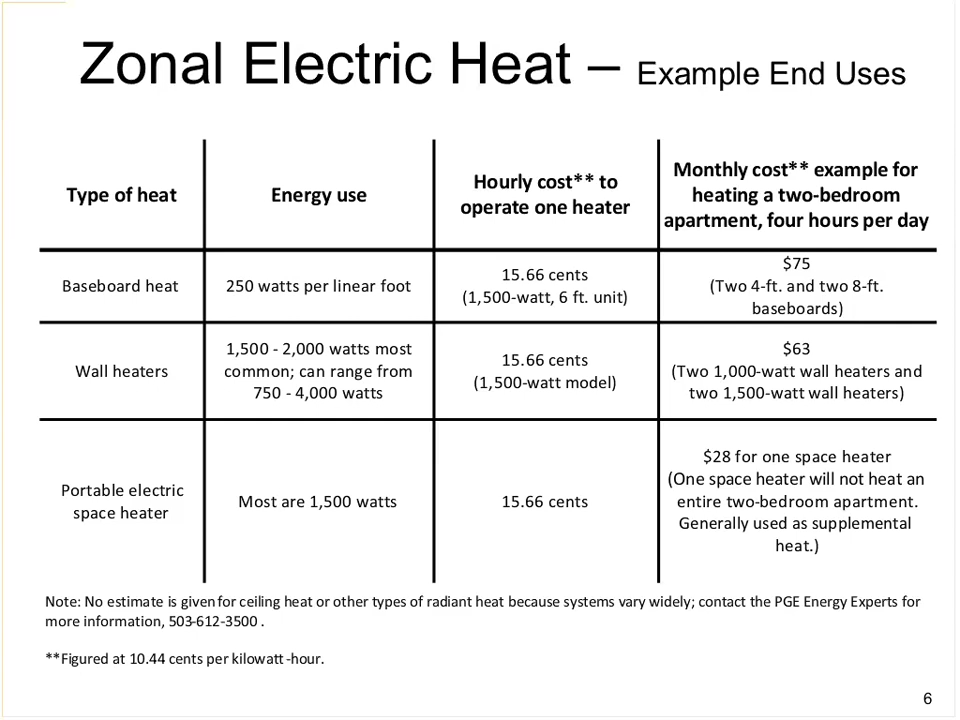 Zonal Electric Heat – Example End Uses
Type of heat
Energy use
Hourly cost** to
operate one heater
Monthly cost** example for
heating a two-bedroom
apartment, four hours per day
Baseboard heat
250 watts per linear foot
15.66 cents
(1,500-watt, 6 ft. unit)
$75
(Two 4-ft. and two 8-ft.
baseboards)
Wall heaters
1,500 - 2,000 watts most
common; can range from
750 - 4,000 watts
15.66 cents
(1,500-watt model)
$63
(Two 1,000-watt wall heaters and
two 1,500-watt wall heaters)
Portable electric
space heater
Most are 1,500 watts
15.66 cents
$28 for one space heater
(One space heater will not heat an
entire two-bedroom apartment.
Generally used as supplemental
heat.)
Note: No estimate is given for ceiling heat or other types of radiant heat because systems vary widely; contact the PGE Energy Experts for
more information, 503-612-3500 .
**Figured at 10.44 cents per kilowatt -hour.
6